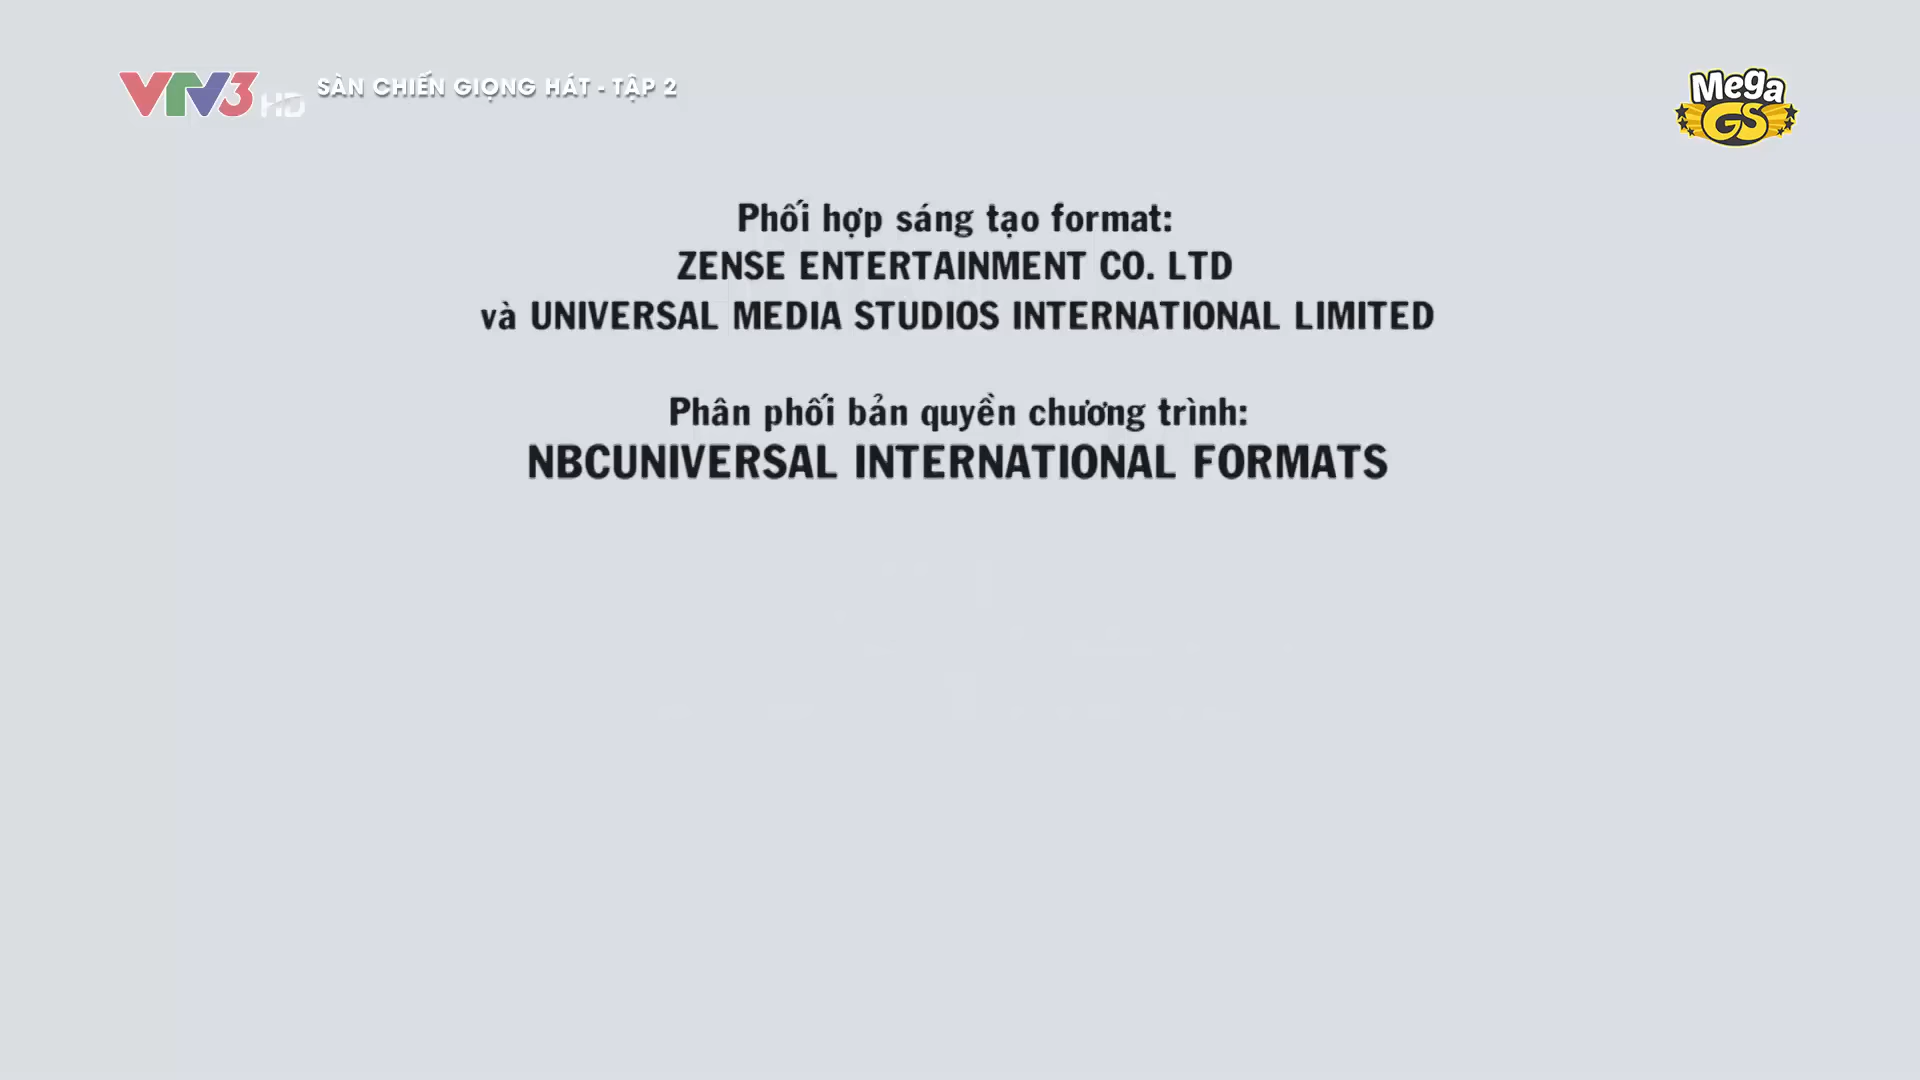 VTV3 HD
SÀN CHIẾN GIỌNG HÁT - TẬP 2
Mega
GS
Phối hợp sáng tạo format:
ZENSE ENTERTAINMENT CO. LTD
và UNIVERSAL MEDIA STUDIOS INTERNATIONAL LIMITED
Phân phối bản quyền chương trình:
NBCUNIVERSAL INTERNATIONAL FORMATS